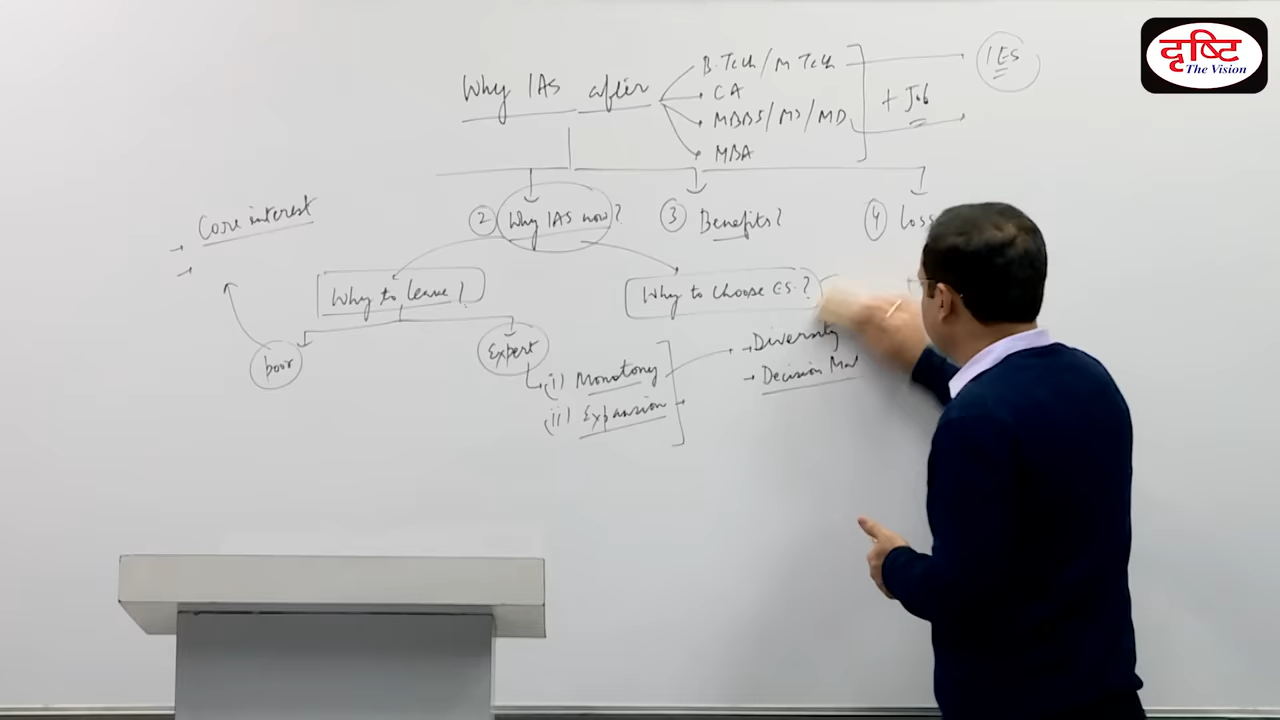 दृष्टि
The Vision
Why IAS after
B.Tech/M Tech
CA
MBBS/MS/MD
MBA
+ Job
IES
② Why IAS now?
③ Benefits?
④ Loss
→ Core interest
→
Why to leave?
Why to choose CS.?
Expert
(i) Monotony
(ii) Expansion
→ Diversity
→ Decision Mak